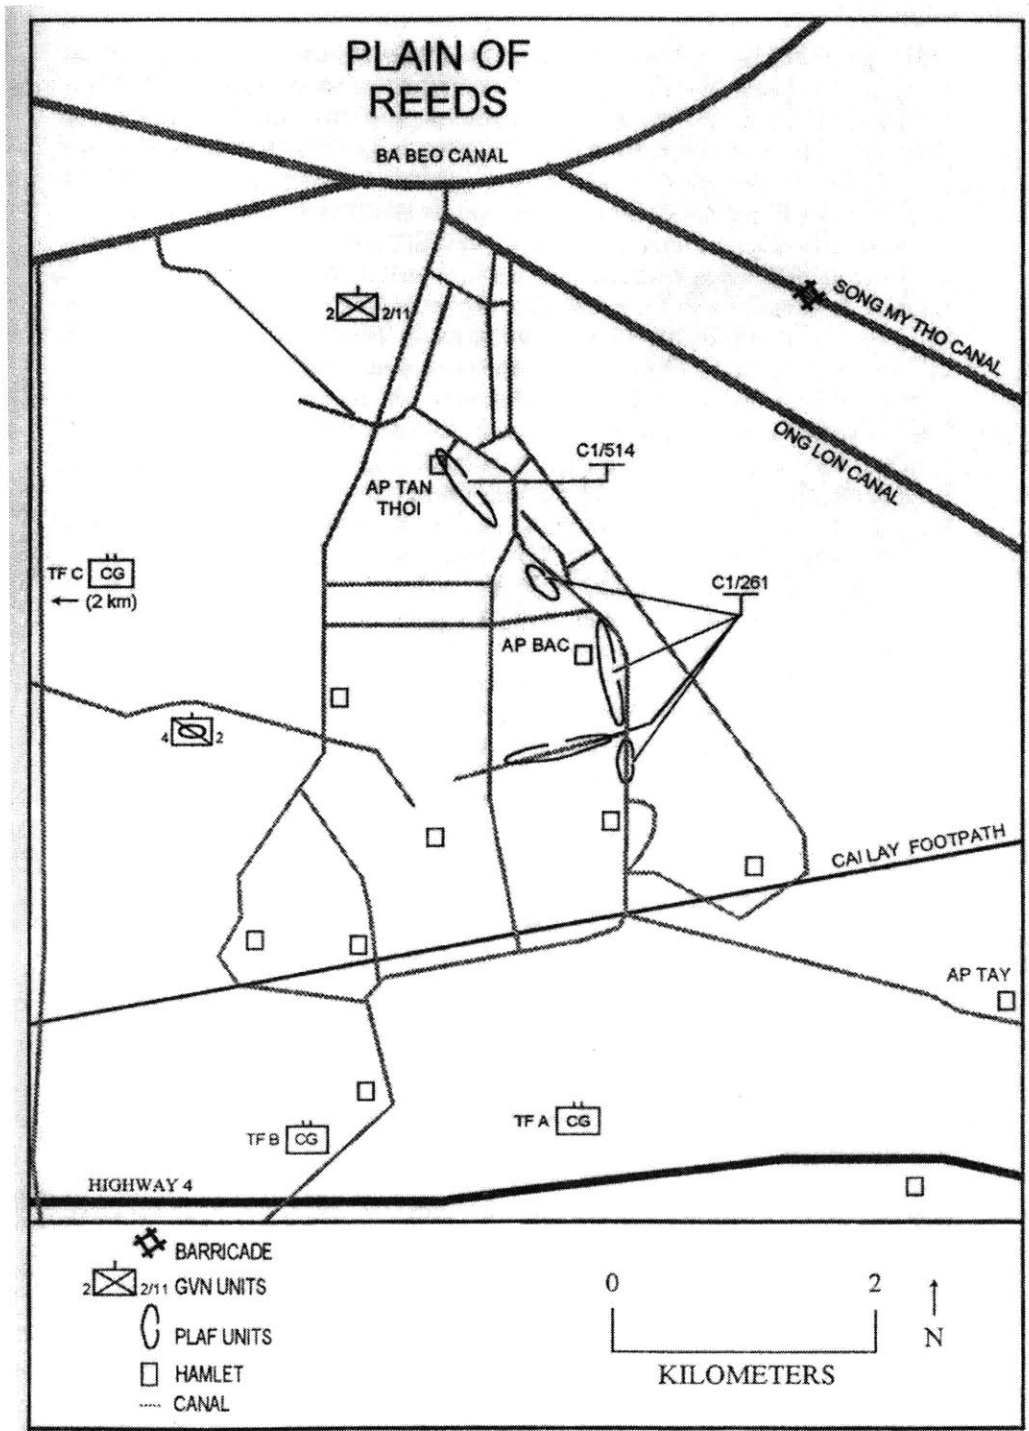 PLAIN OF
REEDS
BA BEO CANAL
SONG MY THO CANAL
2 2/11
ONG LON CANAL
C1/514
AP TAN
THOI
TF C CG
(2 km)
C1/261
AP BAC
4 2
CAI LAY FOOTPATH
AP TAY
TF A CG
TF B CG
HIGHWAY 4
BARRICADE
2 2/11 GVN UNITS
PLAF UNITS
HAMLET
CANAL
0 2
N
KILOMETERS